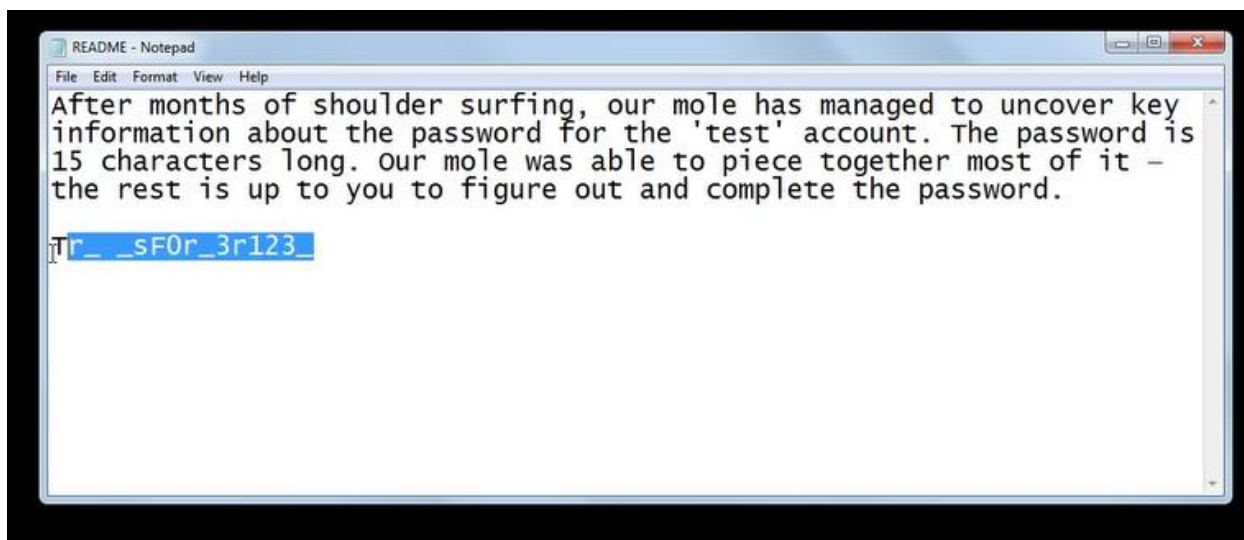 README - Notepad
File Edit Format View Help
After months of shoulder surfing, our mole has managed to uncover key
information about the password for the 'test' account. The password is
15 characters long. Our mole was able to piece together most of it –
the rest is up to you to figure out and complete the password.
Tr_ _sF0r_3r123_